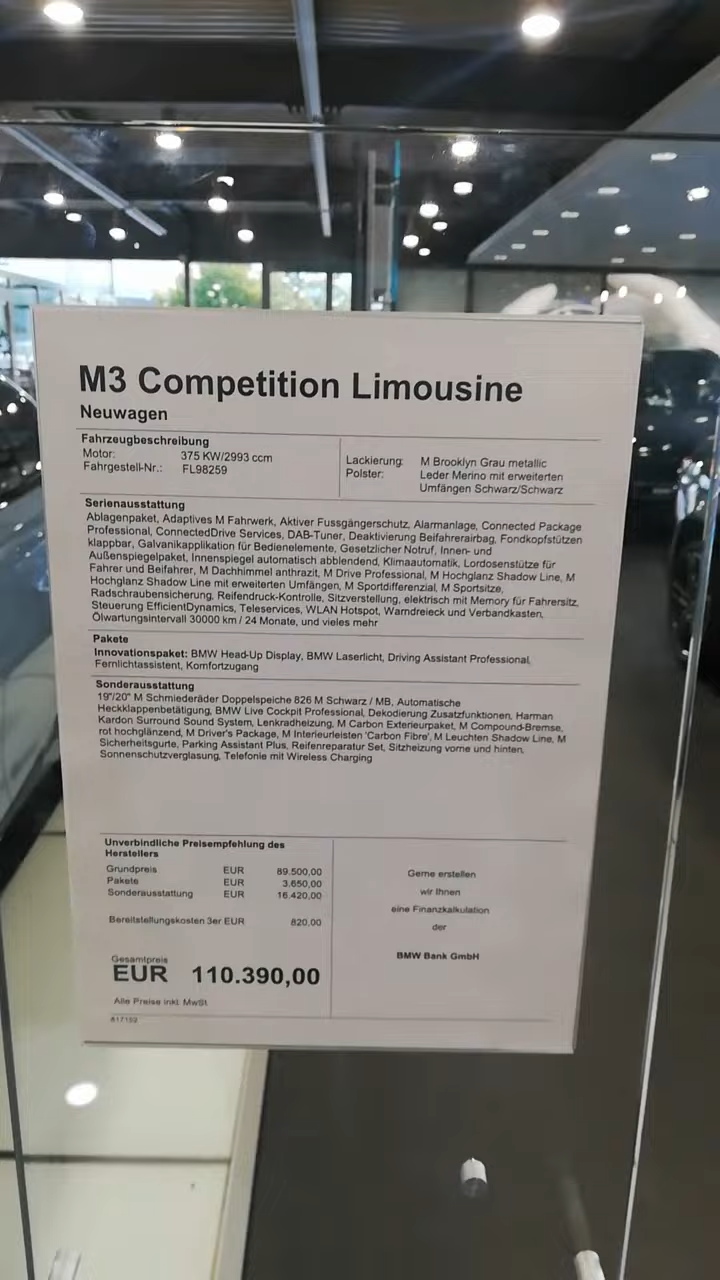 M3 Competition Limousine
Neuwagen
Fahrzeugbeschreibung
Motor: 375 KW/2993 ccm
Fahrgestell-Nr.: FL98259
Lackierung: M Brooklyn Grau metallic
Polster: Leder Merino mit erweiterten
Umfängen Schwarz/Schwarz
Serienausstattung
Ablagenpaket, Adaptives M Fahrwerk, Aktiver Fussgängerschutz, Alarmanlage, Connected Package
Professional, ConnectedDrive Services, DAB-Tuner, Deaktivierung Beifahrerairbag, Fondkopfstützen
klappbar, Galvanikapplikation für Bedienelemente, Gesetzlicher Notruf, Innen- und
Außenspiegelpaket, Innenspiegel automatisch abblendend, Klimaautomatik, Lordosenstütze für
Fahrer und Beifahrer, M Dachhimmel anthrazit, M Drive Professional, M Hochglanz Shadow Line, M
Hochglanz Shadow Line mit erweiterten Umfängen, M Sportdifferenzial, M Sportsitze,
Radschraubensicherung, Reifendruck-Kontrolle, Sitzverstellung, elektrisch mit Memory für Fahrersitz,
Steuerung EfficientDynamics, Teleservices, WLAN Hotspot, Warndreieck und Verbandkasten,
Ölwartungsintervall 30000 km / 24 Monate, und vieles mehr
Pakete
Innovationspaket: BMW Head-Up Display, BMW Laserlicht, Driving Assistant Professional,
Fernlichtassistent, Komfortzugang
Sonderausstattung
19"/20" M Schmiederäder Doppelspeiche 826 M Schwarz / MB, Automatische
Heckklappenbetätigung, BMW Live Cockpit Professional, Dekodierung Zusatzfunktionen, Harman
Kardon Surround Sound System, Lenkradheizung, M Carbon Exterieurpaket, M Compound-Bremse,
rot hochglänzend, M Driver's Package, M Interieurleisten 'Carbon Fibre', M Leuchten Shadow Line, M
Sicherheitsgurte, Parking Assistant Plus, Reifenreparatur Set, Sitzheizung vorne und hinten,
Sonnenschutzverglasung, Telefonie mit Wireless Charging
Unverbindliche Preisempfehlung des
Herstellers
Grundpreis EUR 89.500,00
Pakete EUR 3.650,00
Sonderausstattung EUR 16.420,00
Bereitstellungskosten 3er EUR 820,00
Gesamtpreis
EUR 110.390,00
Alle Preise inkl. MwSt.
817152
Gerne erstellen
wir Ihnen
eine Finanzkalkulation
der
BMW Bank GmbH